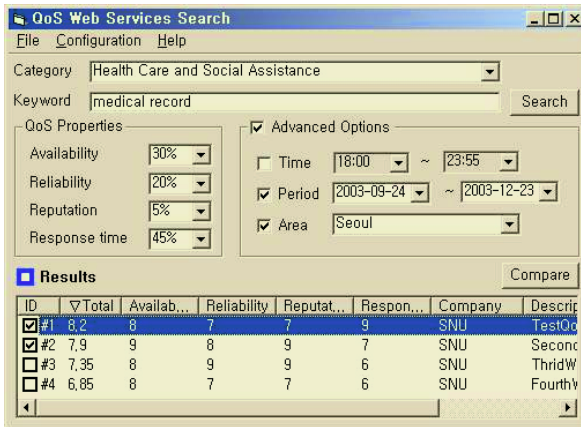 QoS Web Services Search
File Configuration Help
Category Health Care and Social Assistance
Keyword medical record Search
QoS Properties Advanced Options
Availability 30% Time 18:00 ~ 23:55
Reliability 20% Period 2003-09-24 ~ 2003-12-23
Reputation 5% Area Seoul
Response time 45%
Results Compare
ID ▽Total Availab... Reliability Reputat... Respon... Company Descrip
#1 8,2 8 7 7 9 SNU TestQo
#2 7,9 9 8 9 7 SNU Second
#3 7,35 8 9 9 6 SNU ThridW
#4 6,85 8 7 7 6 SNU FourthW